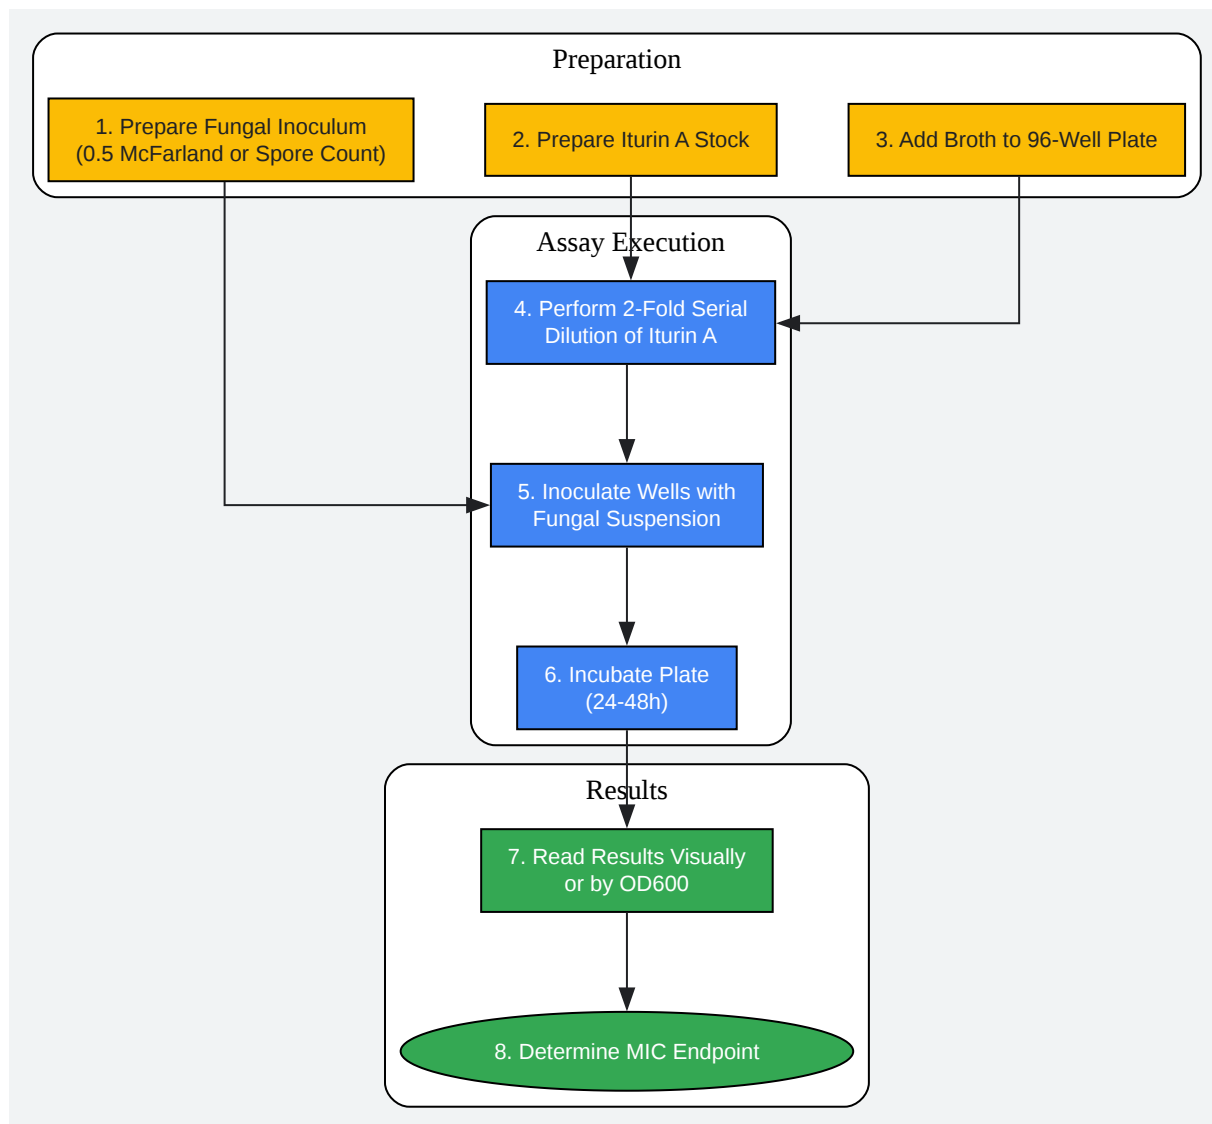 Preparation
1. Prepare Fungal Inoculum
(0.5 McFarland or Spore Count)
2. Prepare Iturin A Stock
3. Add Broth to 96-Well Plate
Assay Execution
4. Perform 2-Fold Serial
Dilution of Iturin A
5. Inoculate Wells with
Fungal Suspension
6. Incubate Plate
(24-48h)
Results
7. Read Results Visually
or by OD600
8. Determine MIC Endpoint